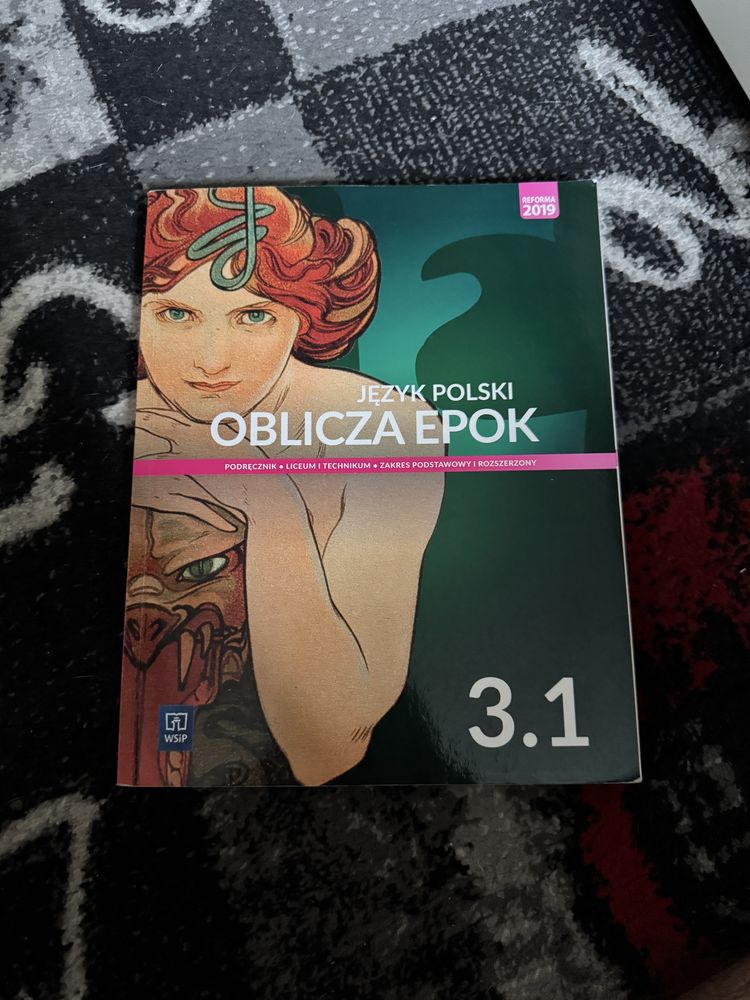 REFORMA
2019
JĘZYK POLSKI
OBLICZA EPOK
PODRĘCZNIK • LICEUM I TECHNIKUM • ZAKRES PODSTAWOWY I ROZSZERZONY
3.1
WSiP